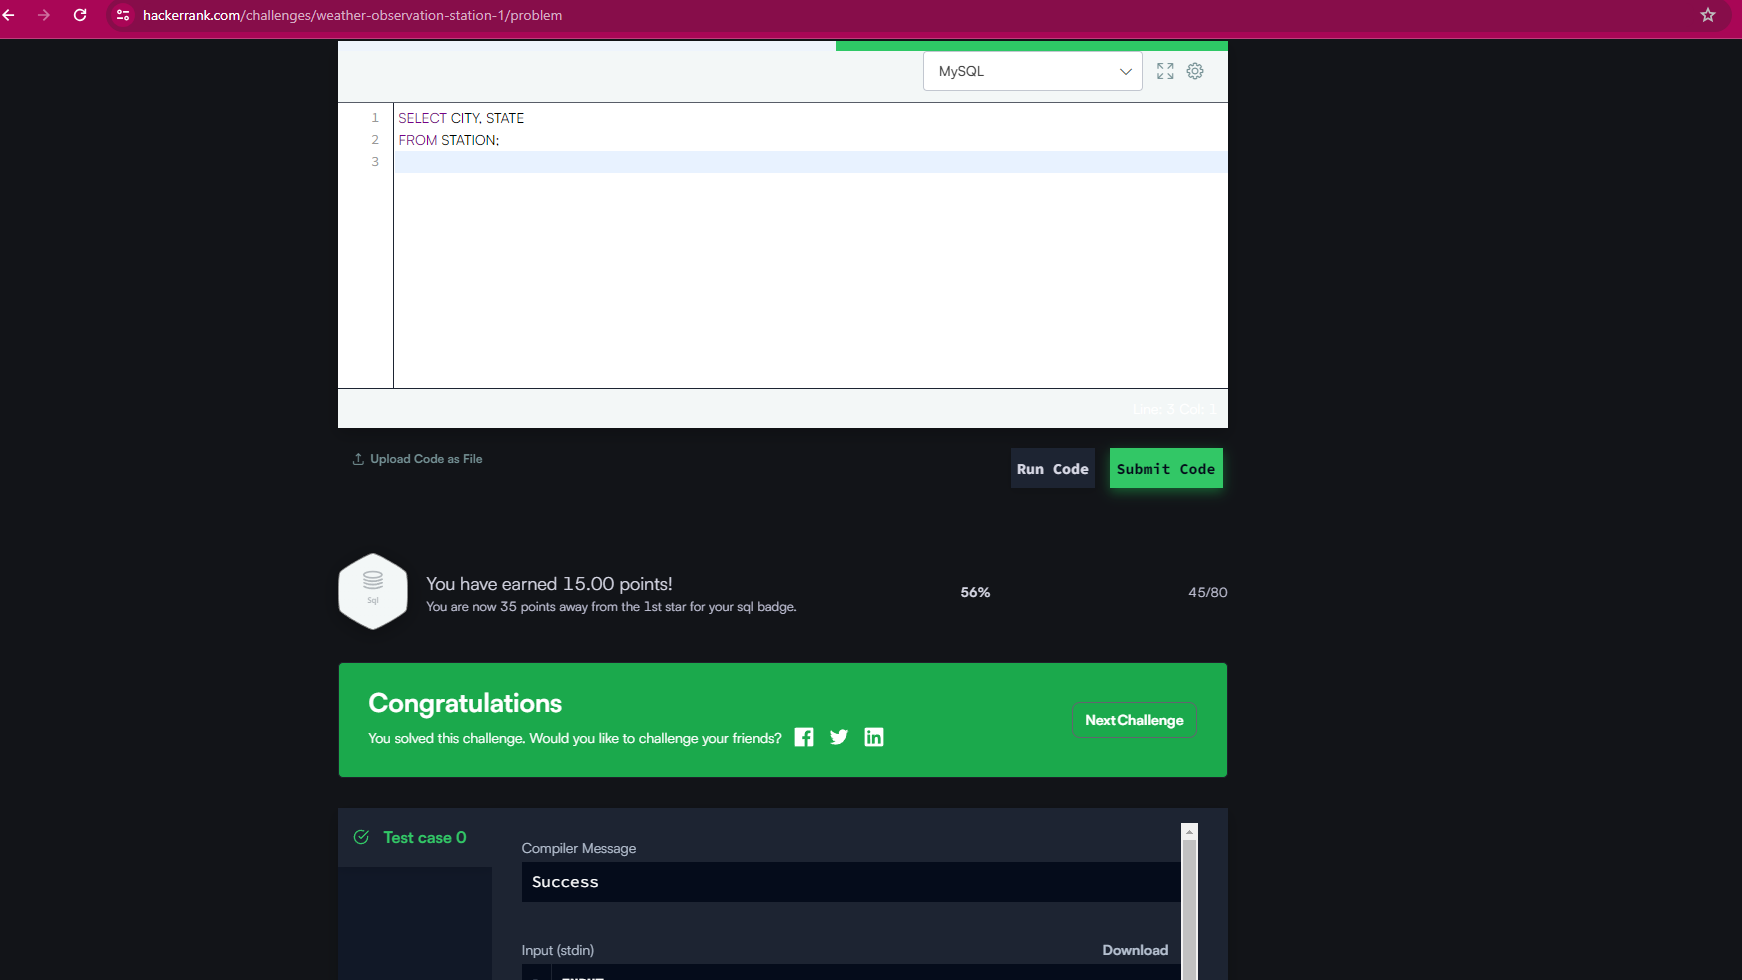 hackerrank.com/challenges/weather-observation-station-1/problem
MySQL
1 SELECT CITY, STATE
2 FROM STATION;
3
Line: 3 Col: 1
Upload Code as File
Run Code
Submit Code
Sql
You have earned 15.00 points!
You are now 35 points away from the 1st star for your sql badge.
56%
45/80
Congratulations
You solved this challenge. Would you like to challenge your friends?
Next Challenge
Test case 0
Compiler Message
Success
Input (stdin)
Download